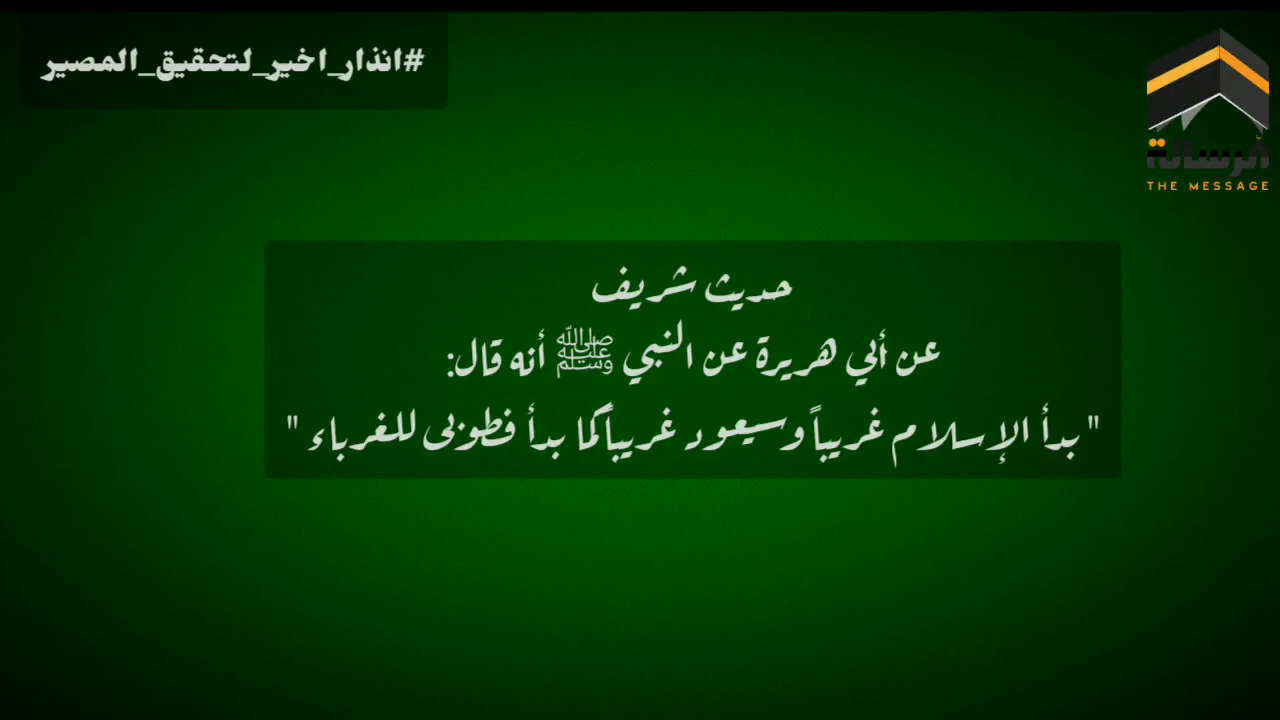 #انذار_اخير_لتحقيق_المصير
الرسالة
THE MESSAGE
حديث شريف
عن أبي هريرة عن النبي ﷺ أنه قال:
" بدأ الإسلام غريباً وسيعود غريباً كما بدأ فطوبى للغرباء "